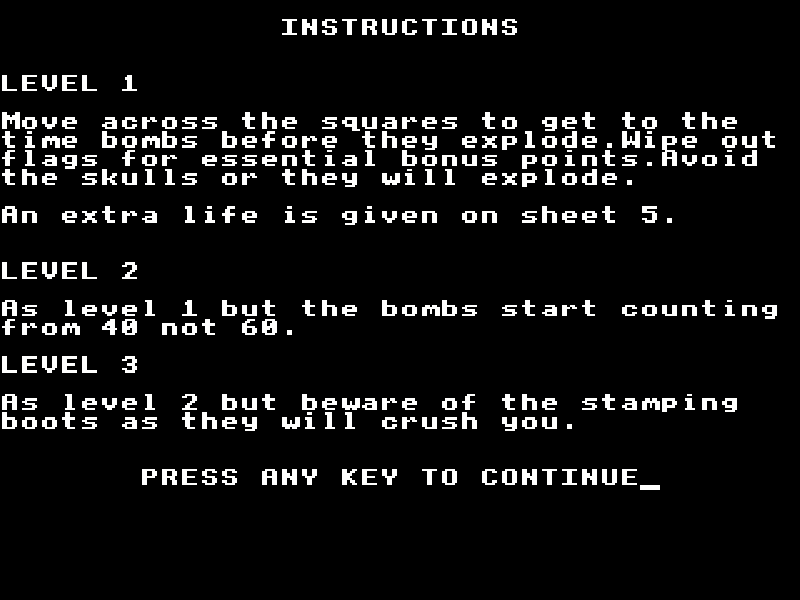 INSTRUCTIONS
LEVEL 1
Move across the squares to get to the
time bombs before they explode.Wipe out
flags for essential bonus points.Avoid
the skulls or they will explode.
An extra life is given on sheet 5.
LEVEL 2
As level 1 but the bombs start counting
from 40 not 60.
LEVEL 3
As level 2 but beware of the stamping
boots as they will crush you.
PRESS ANY KEY TO CONTINUE_